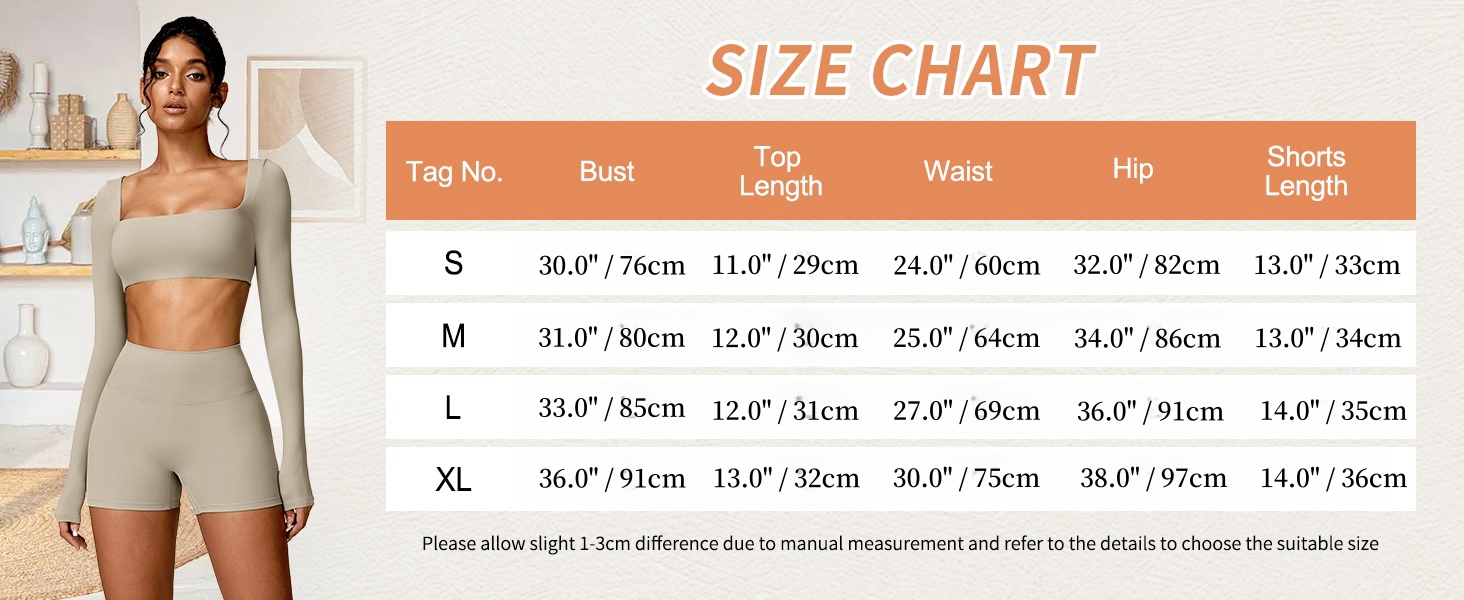 SIZE CHART
Tag No. Bust Top Length Waist Hip Shorts Length
S 30.0" / 76cm 11.0" / 29cm 24.0" / 60cm 32.0" / 82cm 13.0" / 33cm
M 31.0" / 80cm 12.0" / 30cm 25.0" / 64cm 34.0" / 86cm 13.0" / 34cm
L 33.0" / 85cm 12.0" / 31cm 27.0" / 69cm 36.0" / 91cm 14.0" / 35cm
XL 36.0" / 91cm 13.0" / 32cm 30.0" / 75cm 38.0" / 97cm 14.0" / 36cm
Please allow slight 1-3cm difference due to manual measurement and refer to the details to choose the suitable size